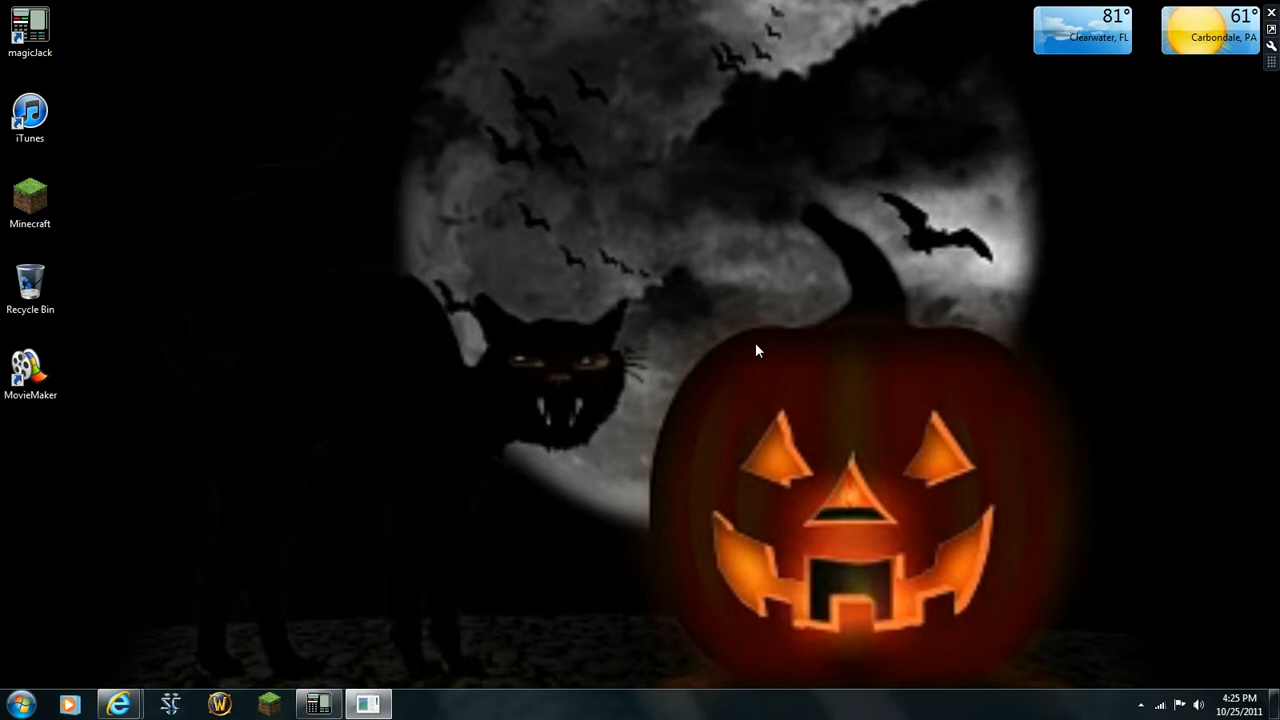 magicJack
iTunes
Minecraft
Recycle Bin
MovieMaker
81°
Clearwater, FL
61°
Carbondale, PA
4:25 PM
10/25/2011